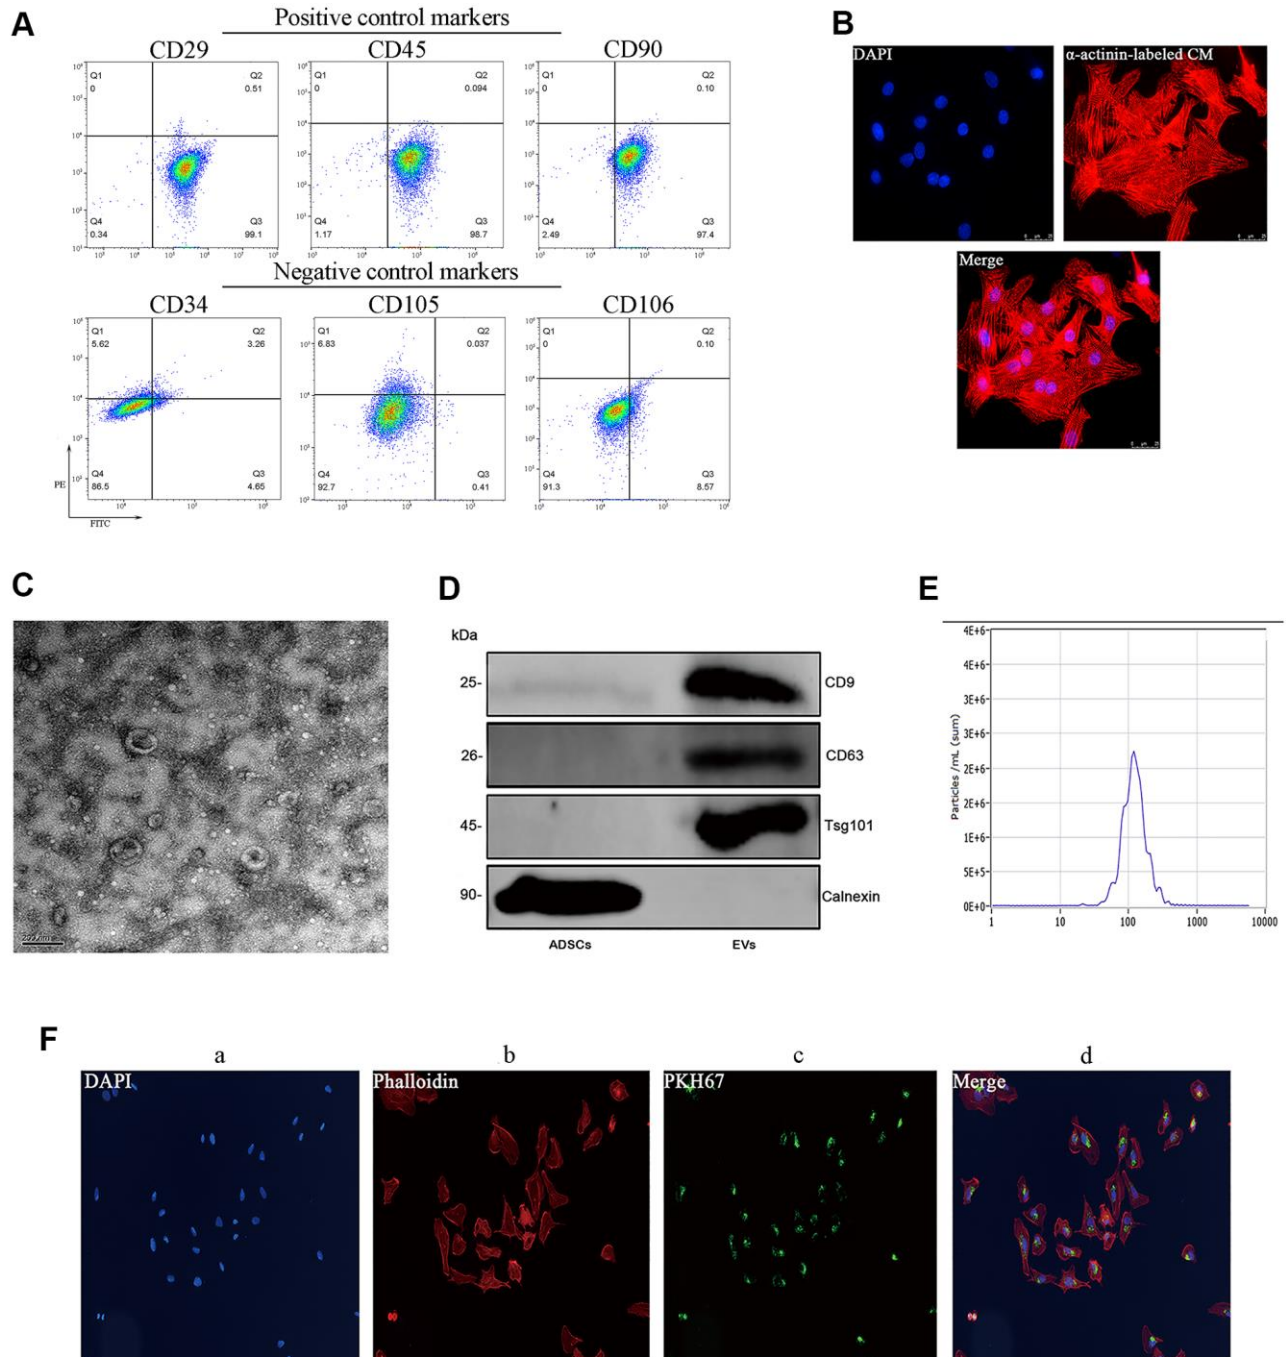 A
Positive control markers
CD29 CD45 CD90
Q1 0 Q2 0.51
Q4 0.34 Q3 99.1
Q1 0 Q2 0.094
Q4 1.17 Q3 98.7
Q1 0 Q2 0.10
Q4 2.49 Q3 97.4
Negative control markers
CD34 CD105 CD106
Q1 5.62 Q2 3.26
Q4 86.5 Q3 4.65
Q1 6.83 Q2 0.037
Q4 92.7 Q3 0.41
Q1 0 Q2 0.10
Q4 91.3 Q3 8.57
PE
FITC
B
DAPI
α-actinin-labeled CM
Merge
C
D
kDa
25- CD9
26- CD63
45- Tsg101
90- Calnexin
ADSCs EVs
E
Particles /mL (sum)
4E+6
4E+6
3E+6
3E+6
2E+6
2E+6
1E+6
5E+5
0E+0
1 10 100 1000 10000
F
a b c d
DAPI
Phalloidin
PKH67
Merge